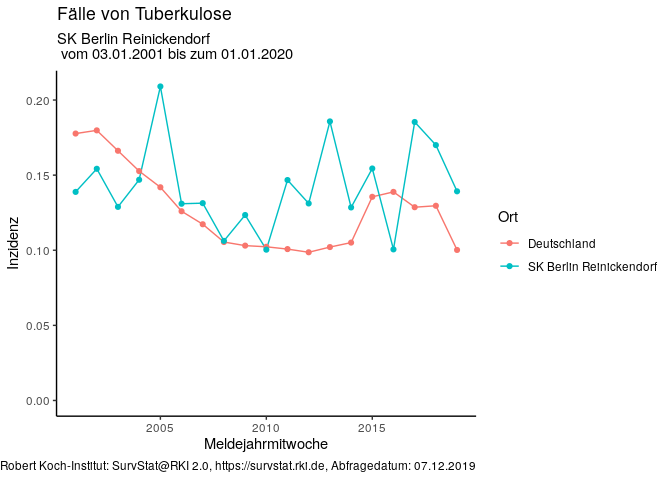 Fälle von Tuberkulose
SK Berlin Reinickendorf
vom 03.01.2001 bis zum 01.01.2020
Inzidenz
0.20
0.15
0.10
0.05
0.00
2005
2010
2015
Meldejahrmitwoche
Ort
Deutschland
SK Berlin Reinickendorf
Robert Koch-Institut: SurvStat@RKI 2.0, https://survstat.rki.de, Abfragedatum: 07.12.2019